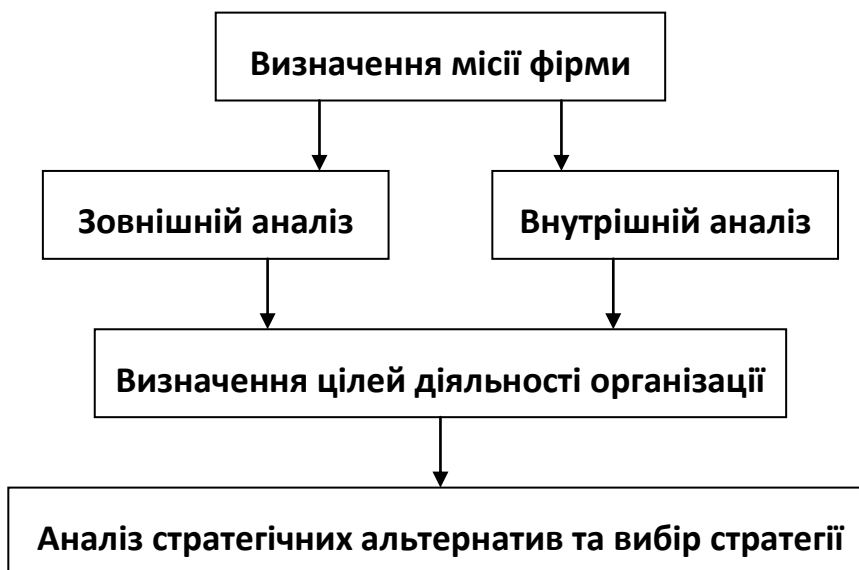 Визначення місії фірми
Зовнішній аналіз
Внутрішній аналіз
Визначення цілей діяльності організації
Аналіз стратегічних альтернатив та вибір стратегії